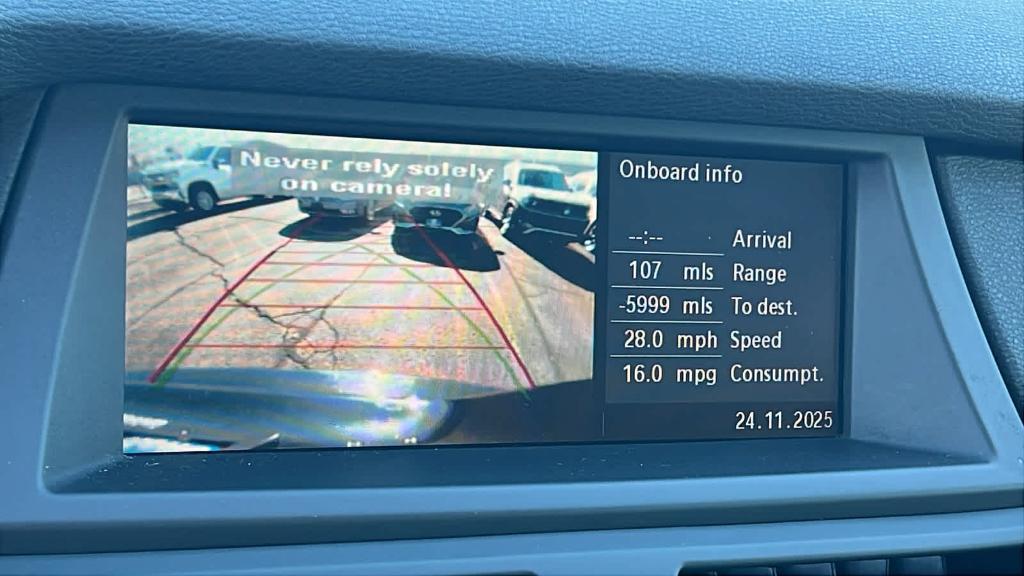 Never rely solely
on camera!
Onboard info
--:-- Arrival
107 mls Range
-5999 mls To dest.
28.0 mph Speed
16.0 mpg Consumpt.
24.11.2025